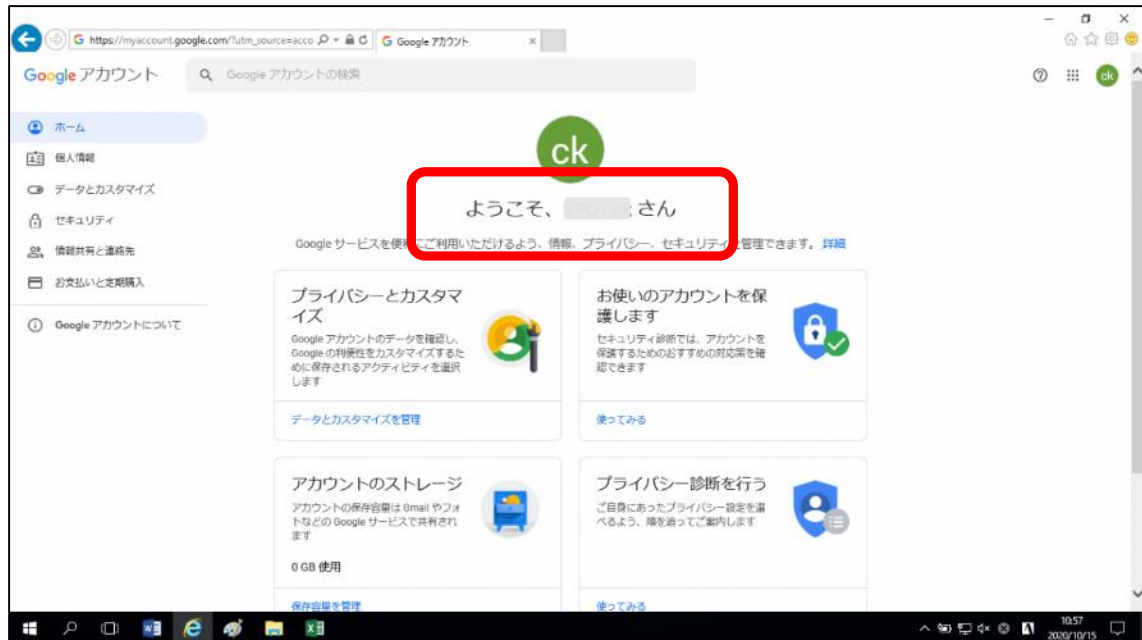 https://myaccount.google.com/?utm_source=acco
Google アカウント
Google アカウント
Google アカウントの検索
ck
ホーム
個人情報
データとカスタマイズ
セキュリティ
情報共有と連絡先
お支払いと定期購入
Google アカウントについて
ck
ようこそ、 さん
Google サービスを便利にご利用いただけるよう、情報、プライバシー、セキュリティを管理できます。 詳細
プライバシーとカスタマ
イズ
Google アカウントのデータを確認し、
Google の利便性をカスタマイズするた
めに保存されるアクティビティを選択
します
データとカスタマイズを管理
お使いのアカウントを保
護します
セキュリティ診断では、アカウントを
保護するためのおすすめの対応策を確
認できます
使ってみる
アカウントのストレージ
アカウントの保存容量は Gmail やフォ
トなどの Google サービスで共有され
ます
0 GB 使用
保存容量を管理
プライバシー診断を行う
ご自身にあったプライバシー設定を選
べるよう、順を追ってご案内します
使ってみる
A
10:57
2020/10/15